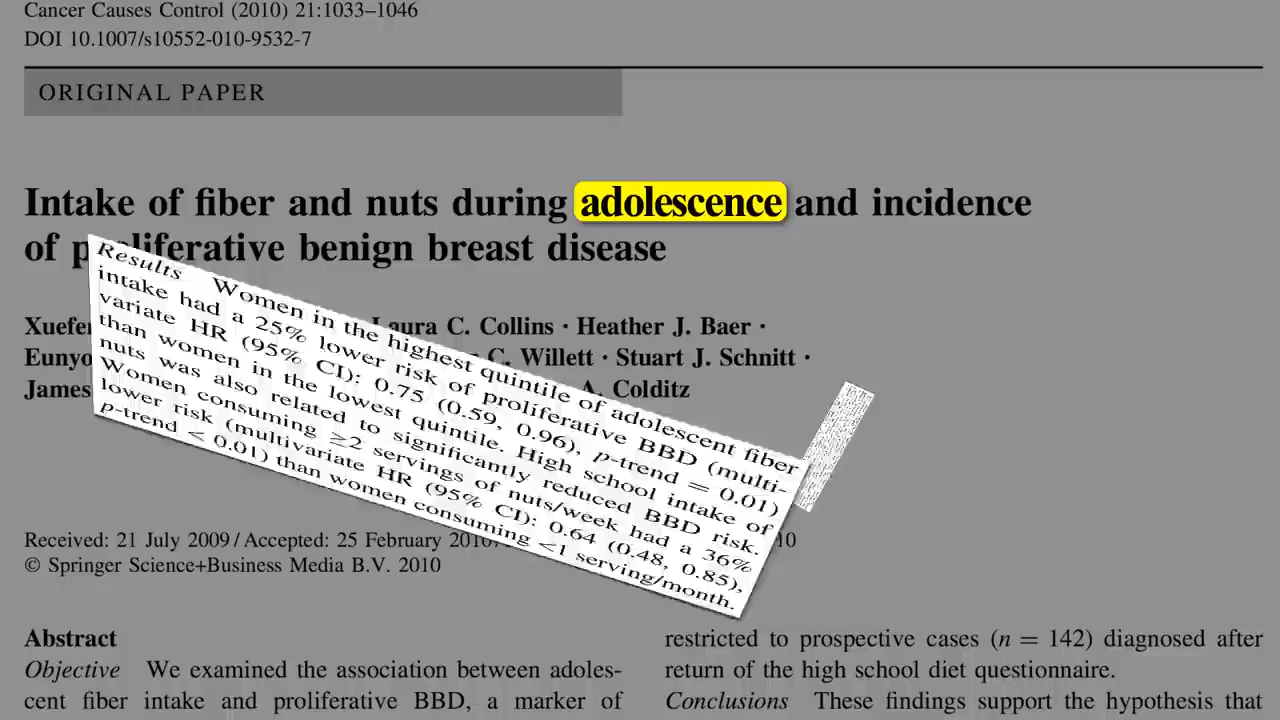 Cancer Causes Control (2010) 21:1033–1046
DOI 10.1007/s10552-010-9532-7
ORIGINAL PAPER
Intake of fiber and nuts during adolescence and incidence
of proliferative benign breast disease
Laura C. Collins · Heather J. Baer ·
C. Willett · Stuart J. Schnitt ·
James A. Colditz
Results Women in the highest quintile of adolescent fiber
intake had a 25% lower risk of proliferative BBD (multi-
variate HR (95% CI): 0.75 (0.59, 0.96), p-trend = 0.01)
than women in the lowest quintile. High school intake of
nuts was also related to significantly reduced BBD risk.
Women consuming ≥2 servings of nuts/week had a 36%
lower risk (multivariate HR (95% CI): 0.64 (0.48, 0.85),
p-trend < 0.01) than women consuming <1 serving/month.
Received: 21 July 2009 / Accepted: 25 February 2010
© Springer Science+Business Media B.V. 2010
Abstract
Objective We examined the association between adoles-
cent fiber intake and proliferative BBD, a marker of
restricted to prospective cases (n = 142) diagnosed after
return of the high school diet questionnaire.
Conclusions These findings support the hypothesis that